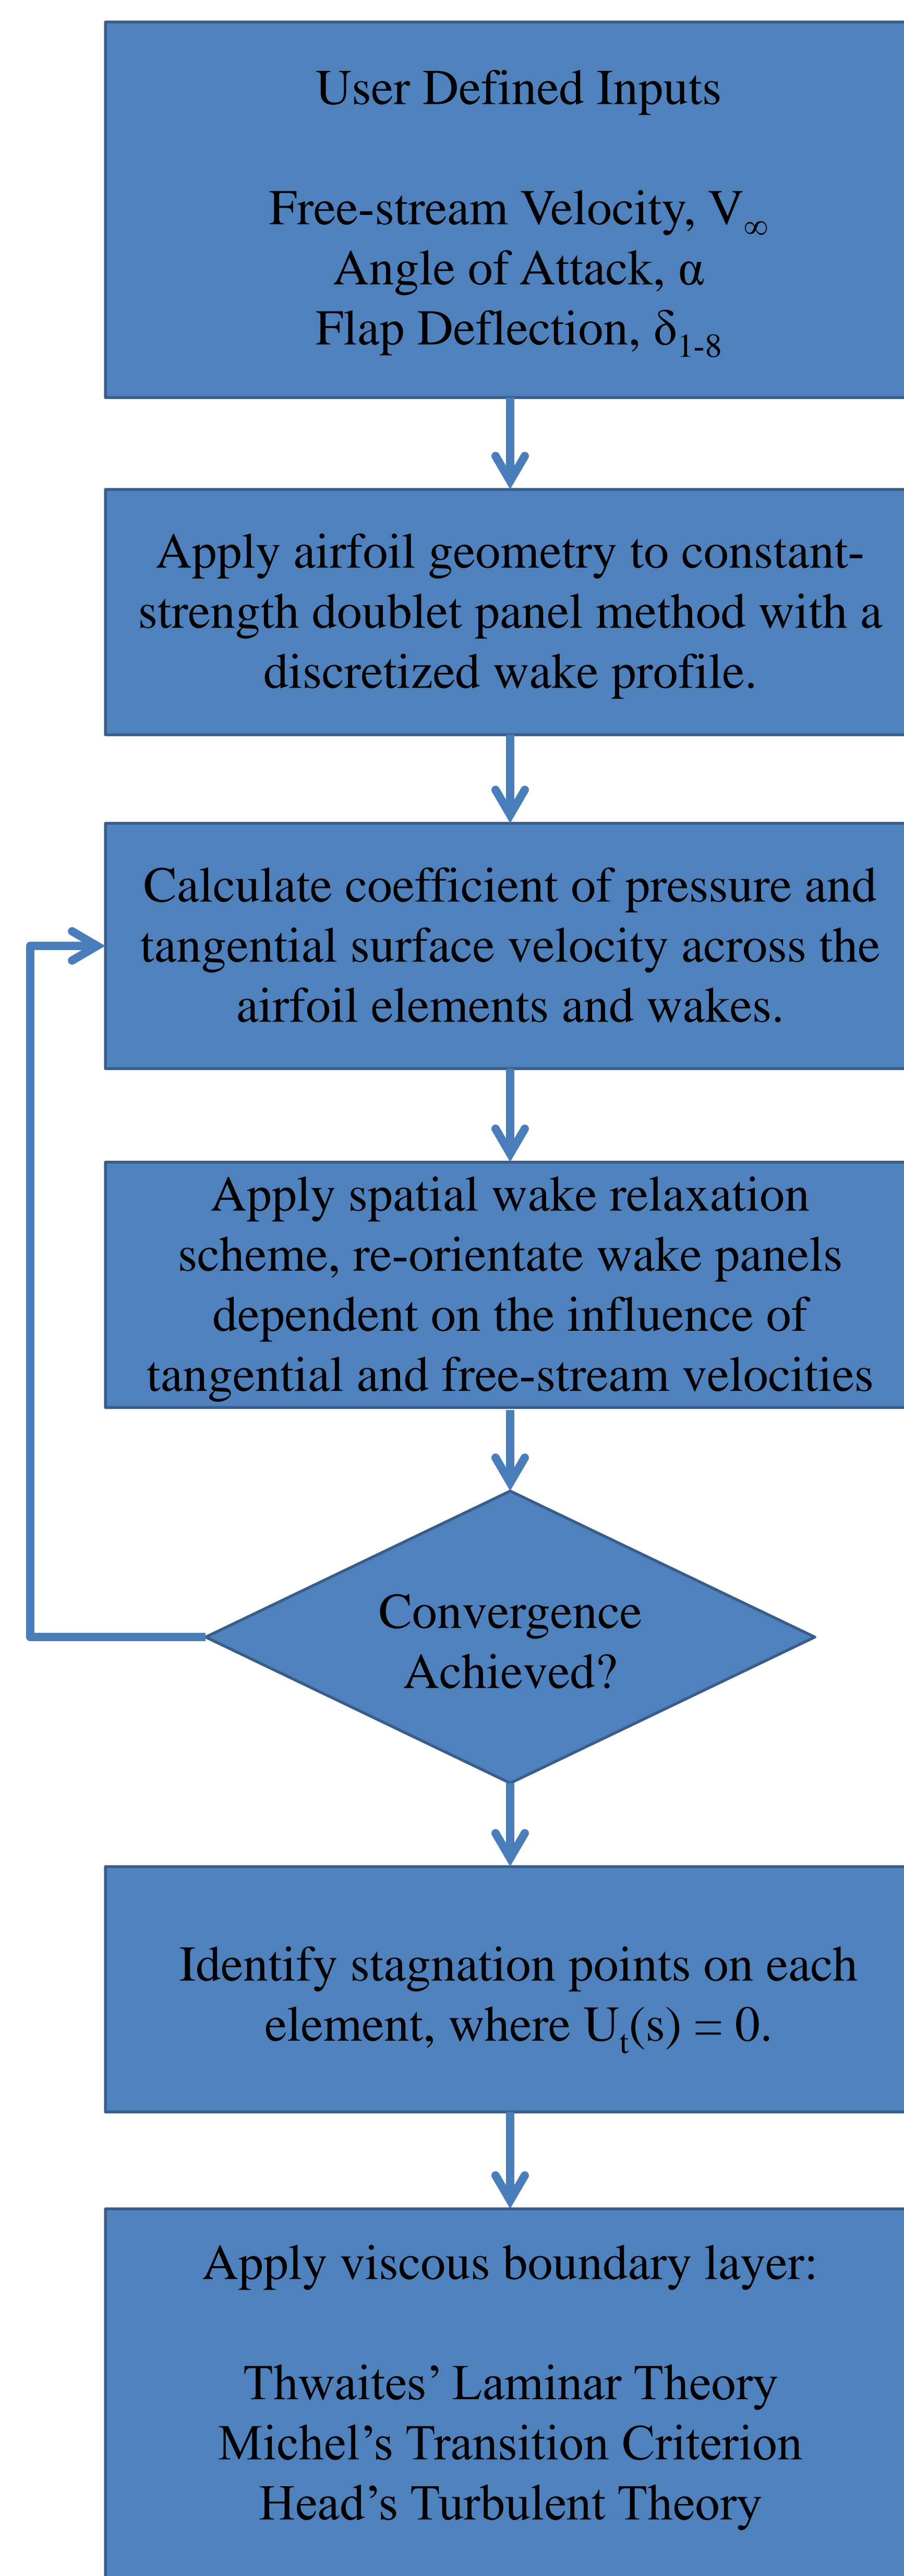 User Defined Inputs
Free-stream Velocity, V∞
Angle of Attack, α
Flap Deflection, δ1-8
Apply airfoil geometry to constant-
strength doublet panel method with a
discretized wake profile.
Calculate coefficient of pressure and
tangential surface velocity across the
airfoil elements and wakes.
Apply spatial wake relaxation
scheme, re-orientate wake panels
dependent on the influence of
tangential and free-stream velocities
Convergence
Achieved?
Identify stagnation points on each
element, where Ut(s) = 0.
Apply viscous boundary layer:
Thwaites’ Laminar Theory
Michel’s Transition Criterion
Head’s Turbulent Theory